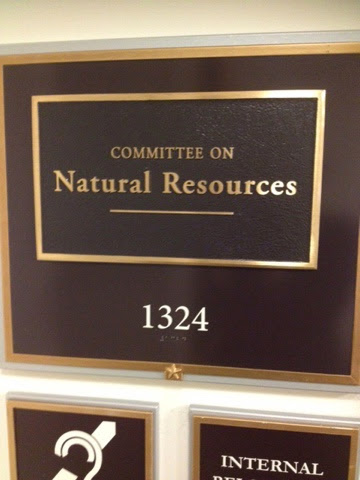 COMMITTEE ON
Natural Resources
1324
INTERNAL